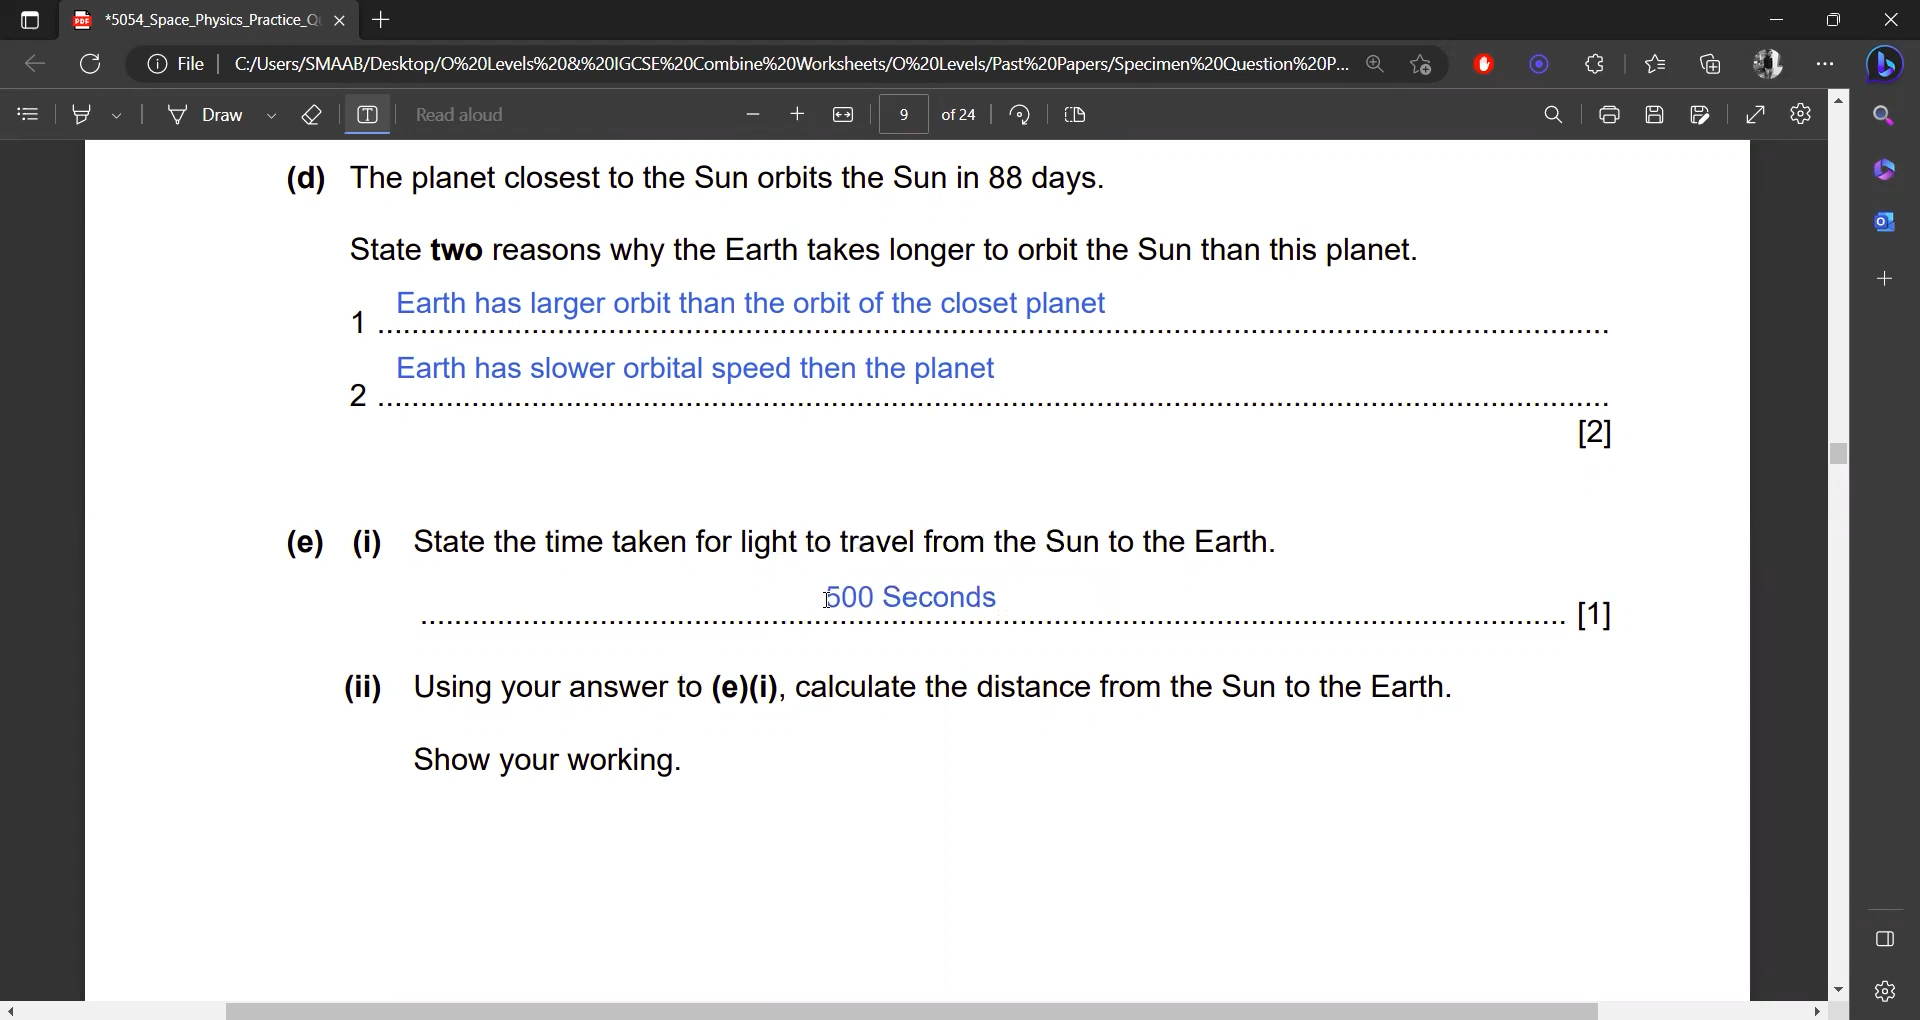 *5054_Space_Physics_Practice_Q
File
C:/Users/SMAAB/Desktop/O%20Levels%20&%20IGCSE%20Combine%20Worksheets/O%20Levels/Past%20Papers/Specimen%20Question%20P...
Draw
Read aloud
9 of 24
(d) The planet closest to the Sun orbits the Sun in 88 days.
State two reasons why the Earth takes longer to orbit the Sun than this planet.
Earth has larger orbit than the orbit of the closet planet
1
Earth has slower orbital speed then the planet
2
[2]
(e) (i) State the time taken for light to travel from the Sun to the Earth.
500 Seconds
[1]
(ii) Using your answer to (e)(i), calculate the distance from the Sun to the Earth.
Show your working.